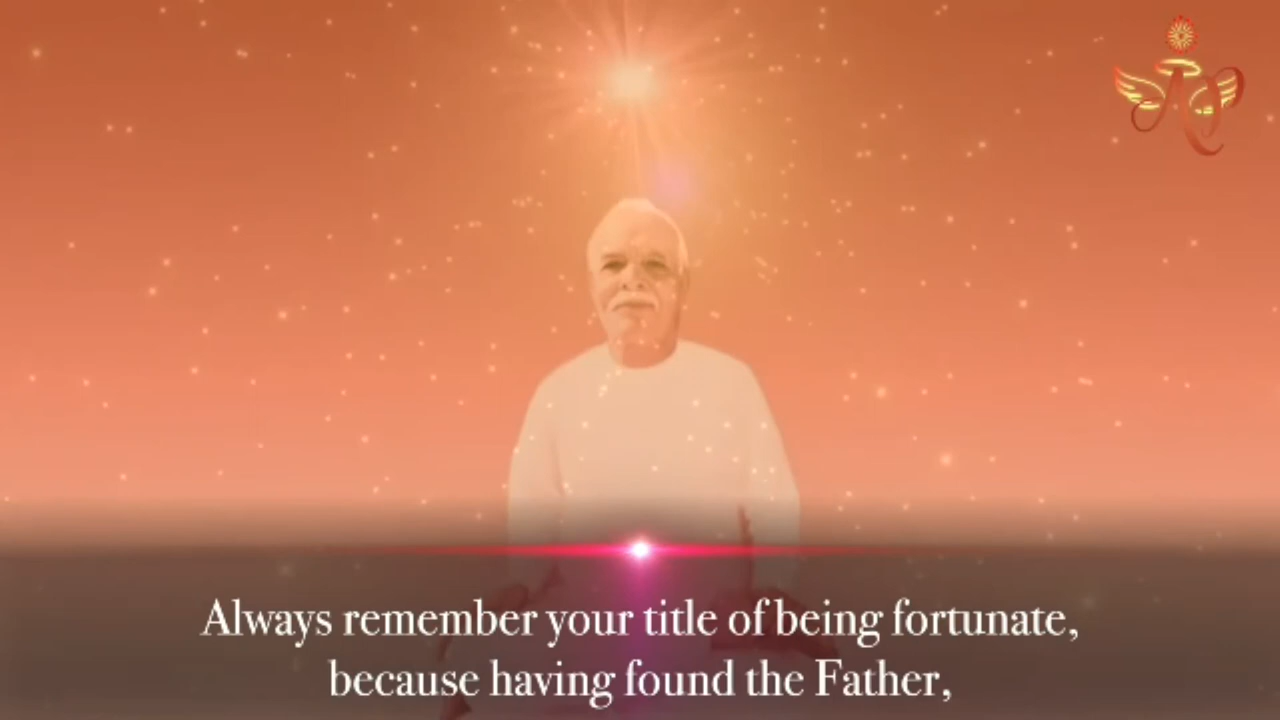 Always remember your title of being fortunate,
because having found the Father,